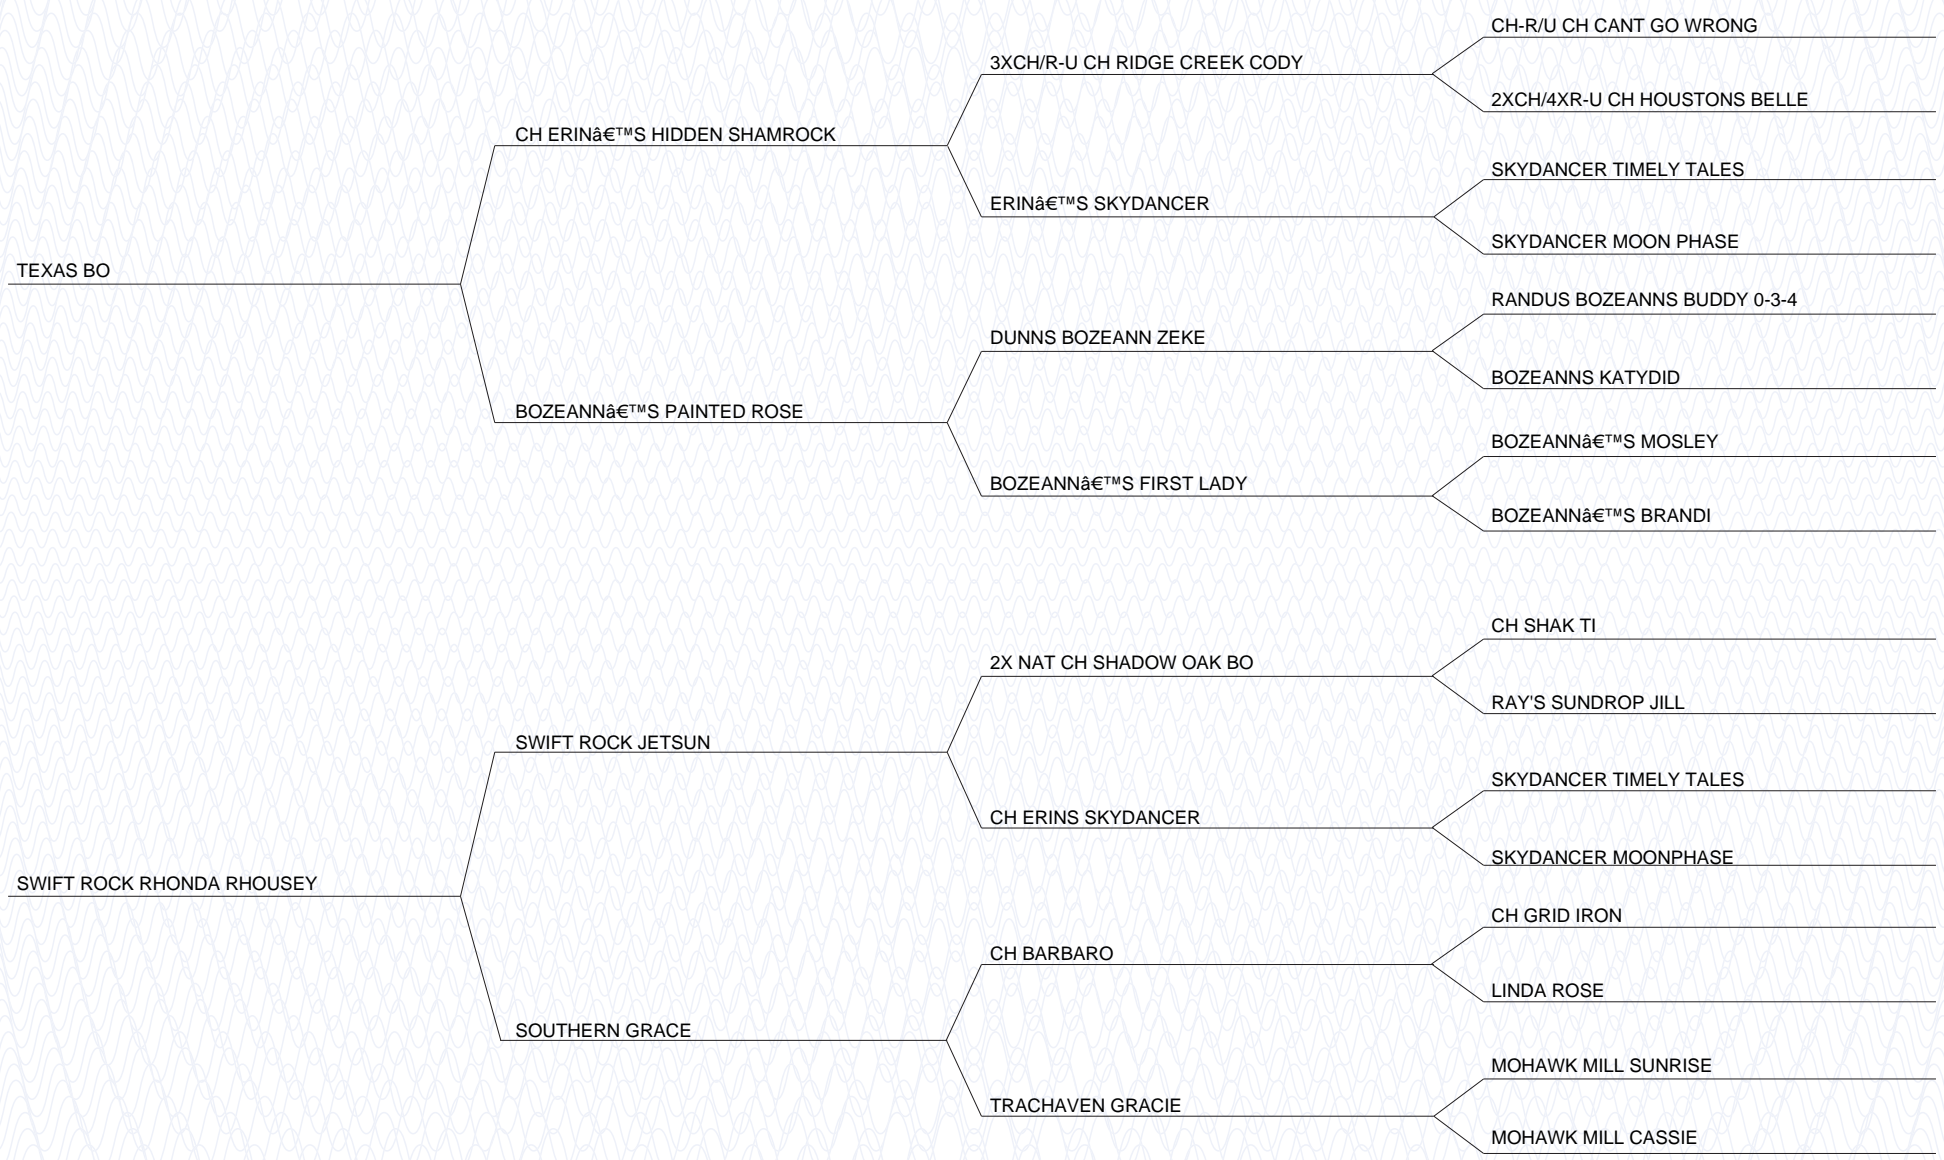 CH-R/U CH CANT GO WRONG
3XCH/R-U CH RIDGE CREEK CODY
2XCH/4XR-U CH HOUSTONS BELLE
CH ERINâ€™S HIDDEN SHAMROCK
SKYDANCER TIMELY TALES
ERINâ€™S SKYDANCER
SKYDANCER MOON PHASE
TEXAS BO
RANDUS BOZEANNS BUDDY 0-3-4
DUNNS BOZEANN ZEKE
BOZEANNS KATYDID
BOZEANNâ€™S PAINTED ROSE
BOZEANNâ€™S MOSLEY
BOZEANNâ€™S FIRST LADY
BOZEANNâ€™S BRANDI
CH SHAK TI
2X NAT CH SHADOW OAK BO
RAY'S SUNDROP JILL
SWIFT ROCK JETSUN
SKYDANCER TIMELY TALES
CH ERINS SKYDANCER
SKYDANCER MOONPHASE
SWIFT ROCK RHONDA RHOUSEY
CH GRID IRON
CH BARBARO
LINDA ROSE
SOUTHERN GRACE
MOHAWK MILL SUNRISE
TRACHAVEN GRACIE
MOHAWK MILL CASSIE